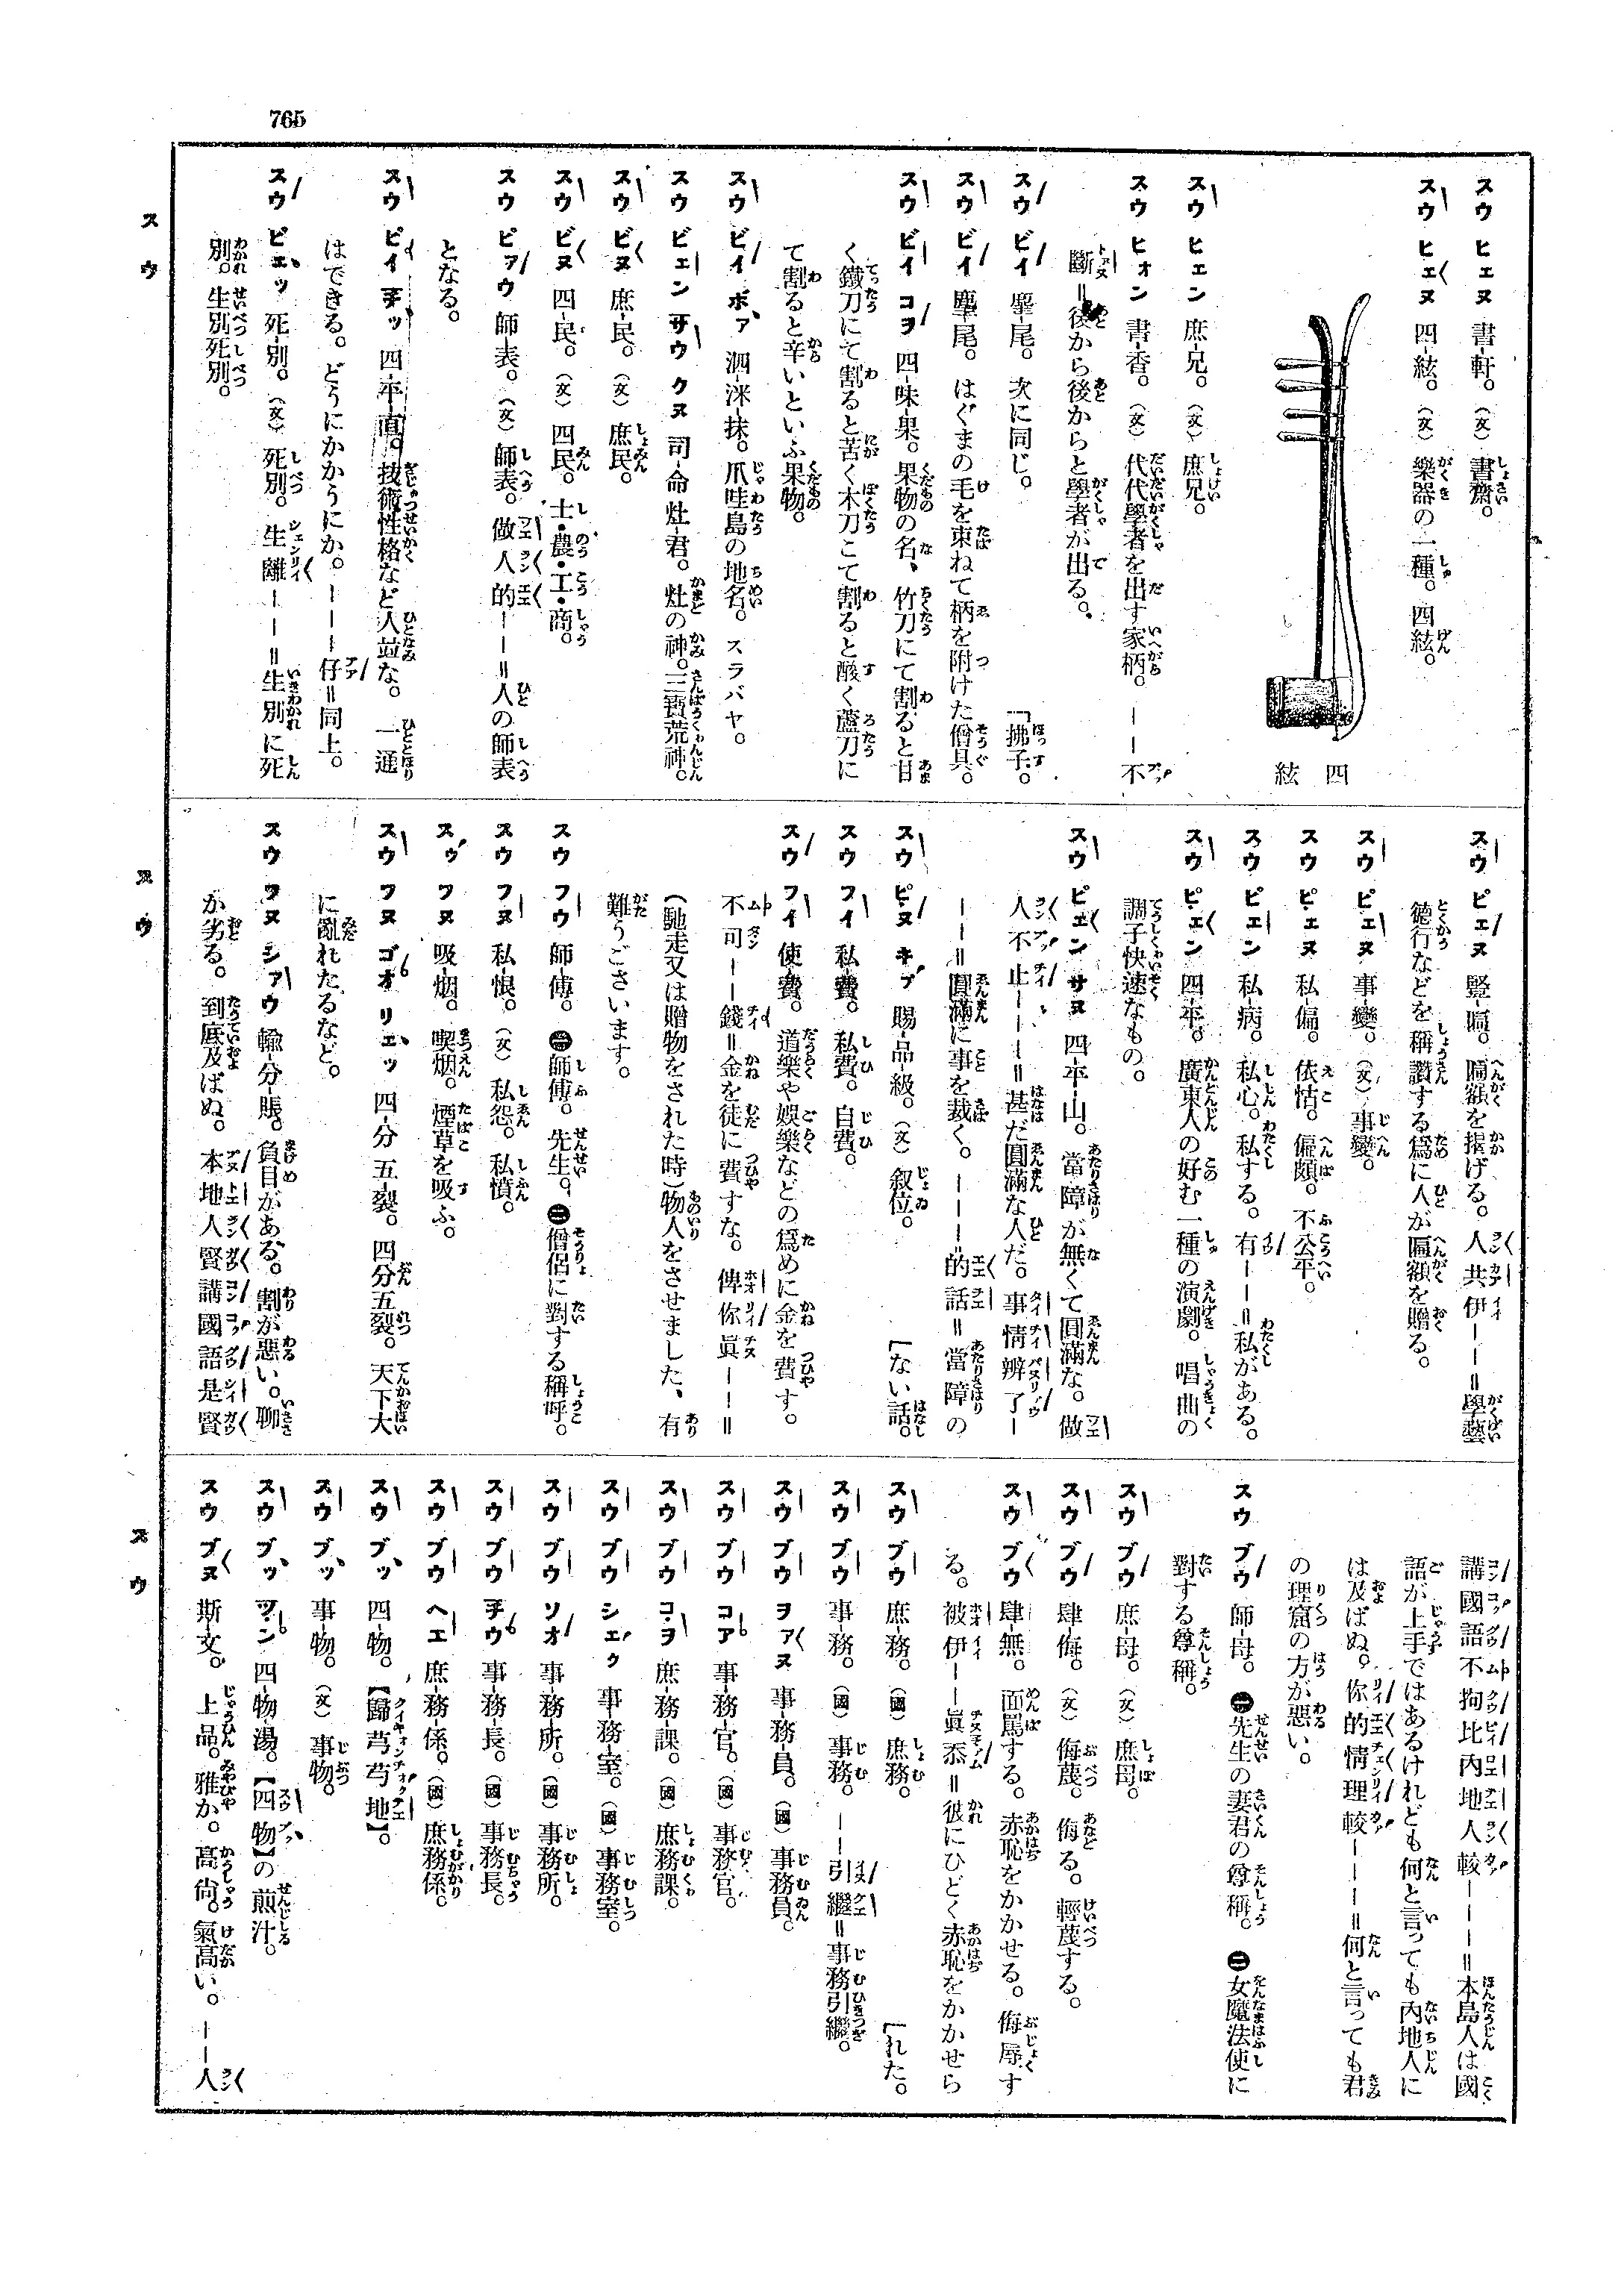 765
スウ ヒエヌ 書-軒。(文)書齋。
スウ ヒエヌ 四-絃。(文)樂器の一種。四絃。
四絃
スウ ヒエン 庶-兄。(文)庶兄。
スウ ヒオン 書-香。(文)代代學者を出す家柄。――不
斷=後から後からと學者が出る。
スウ ビイ 麈-尾。次に同じ。 「拂子。
スウ ビイ 麈尾。はぐまの毛を束ねて柄を附けた僧具。
スウ ビイ コヲ 四-味-果。果物の名、竹刀にて割ると甘
く鐵刀にて割ると苦く木刀にて割ると酸く蘆刀に
て割ると辛いといふ果物。
スウ ビイ ボァ 泗-洣-抹。爪哇島の地名。スラバヤ。
スウ ビェン ザウ クヌ 司-命 灶-君。灶の神。三寶荒神。
スウ ビヌ 庶-民。(文)庶民。
スウ ビヌ 四-民。(文)四民。士・農・工・商。
スウ ピァウ 師-表。(文)師表。做人的――=人の師表
となる。
スウ ピイ チッ 四-平-直。技術性格など人竝な。一通
はできる。どうにかかうにか。―――仔=同上。
スウ ピェッ 死-別。(文)死別。生離――=生別に死
別。生別死別。
スウ ピェヌ 竪-匾。匾額を揭げる。人共伊――=學藝
德行などを稱讚する爲に人が匾額を贈る。
スウ ピェヌ 事-變。(文)事變。
スウ ピェヌ 私-偏。依怙。偏頗。不公平。
スウ ピェン 私-病。私心。私する。有――=私がある。
スウ ピェン 四-平。廣東人の好む一種の演劇。唱曲の
調子快速なもの。
スウ ピェン サヌ 四-平-山。當障が無くて圓滿な。做
人不止―――=甚だ圓滿な人だ。事情辨了―
――=圓滿に事を裁く。―――的話=當障の
スウ ピヌ キプ 賜-品-級。(文)叙位。 「ない話。
スウ フイ 私-費。私費。自費。
スウ フイ 使-費。道樂や娛樂などの爲めに金を費す。
不司――錢=金を徒に費すな。俾你眞――=
(馳走又は贈物をされた時)物入をさせました、有
難うございます。
スウ フウ 師-傅。㊀師傅。先生。㊁僧侶に對する稱呼。
スウ フヌ 私-悢。(文)私怨。私憤。
スウ フヌ 吸-烟。喫烟。煙草を吸ふ。
スウ フヌ ゴオ リェッ 四-分 五-裂。四分五裂。天下大
に亂れたるなど。
スウ フヌ シァウ 輸-分-賬。負目がある。割が惡い。聊
か劣る。到底及ばぬ。本地人賢講國語是賢
講國語不拘比內地人較―――=本島人は國
語が上手ではあるけれども何と言っても內地人に
は及ばぬ。你的情理較―――=何と言っても君
の理窟の方が惡い。
スウ ブウ 師-母。㊀先生の妻君の尊稱。㊁女魔法使に
對する尊稱。
スウ ブウ 庶-母。(文)庶母。
スウ ブウ 肆-侮。(文)侮蔑。侮る。輕蔑する。
スウ ブウ 肆-無。面罵する。赤恥をかかせる。侮辱す
る。被伊――眞忝=彼にひどく赤恥をかかせら
スウ ブウ 庶-務。(國)庶務。 「れた。
スウ ブウ 事-務。(國)事務。――引繼=事務引繼。
スウ ブウ ヲァヌ 事-務-員。(國)事務員。
スウ ブウ コァ 事-務-官。(國)事務官。
スウ ブウ コヲ 庶-務-課。(國)庶務課。
スウ ブウ シェク 事-務-室。(國)事務室。
スウ ブウ ソオ 事-務-所。(國)事務所。
スウ ブウ チウ 事-務-長。(國)事務長。
スウ ブウ ヘエ 庶-務-係。(國)庶務係。
スウ ブッ 四-物。【歸芎芍地】。
スウ ブッ 事-物。(文)事物。
スウ ブッ ツン 四-物-湯。【四物】の煎汁。
スウ ブヌ 斯-文。上品。雅か。高尙。氣高い。――人
スウ
スウ
スウ